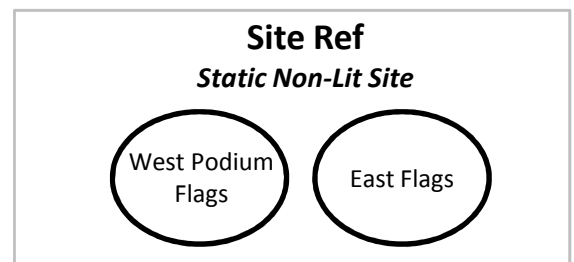 Site Ref
Static Non-Lit Site
West Podium
Flags
East Flags